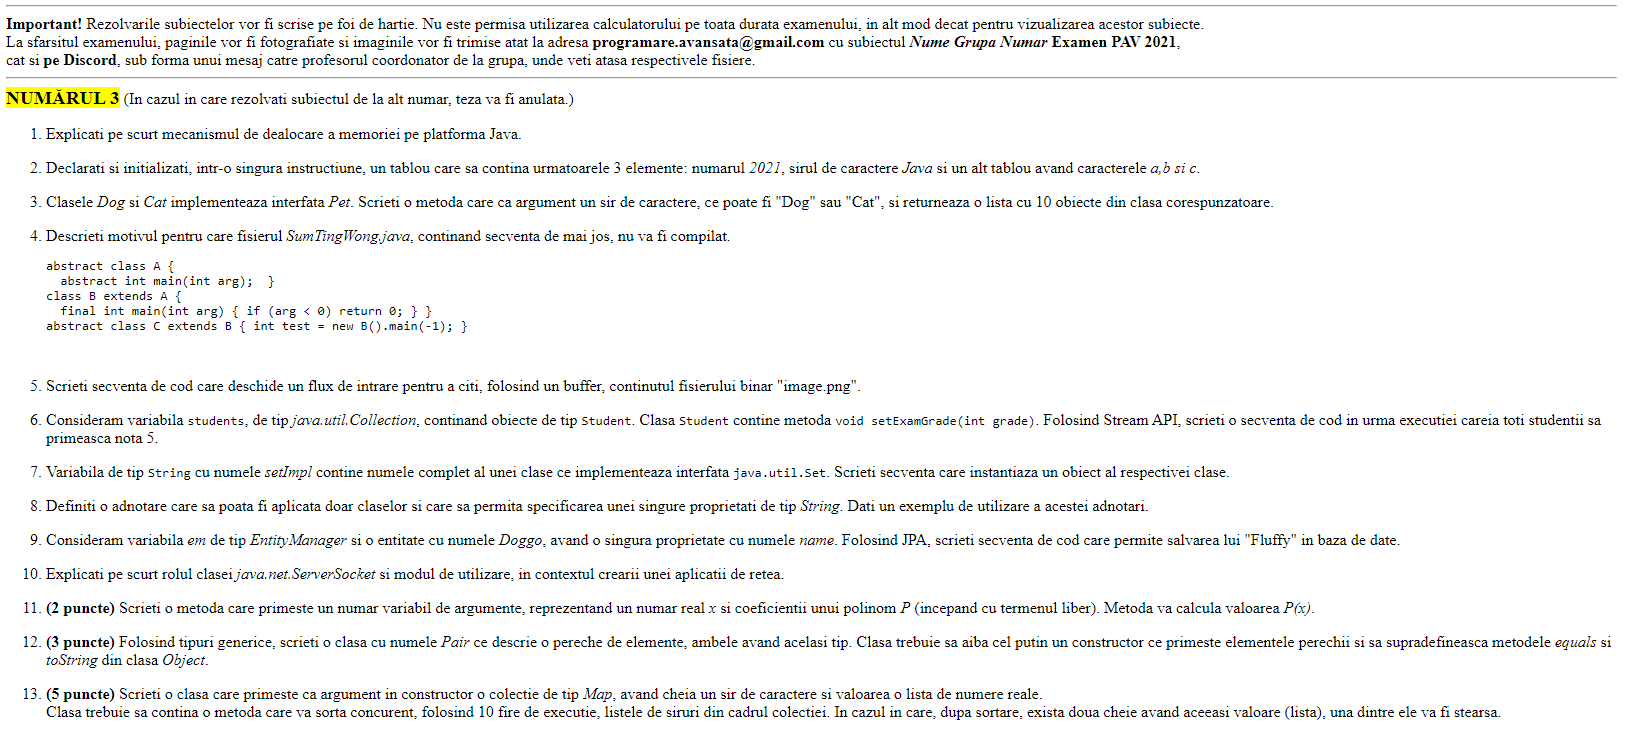 Important! Rezolvarile subiectelor vor fi scrise pe foi de hartie. Nu este permisa utilizarea calculatorului pe toata durata examenului, in alt mod decat pentru vizualizarea acestor subiecte.
La sfarsitul examenului, paginile vor fi fotografiate si imaginile vor fi trimise atat la adresa programare.avansata@gmail.com cu subiectul Nume Grupa Numar Examen PAV 2021,
cat si pe Discord, sub forma unui mesaj catre profesorul coordonator de la grupa, unde veti atasa respectivele fisiere.
NUMĂRUL 3 (In cazul in care rezolvati subiectul de la alt numar, teza va fi anulata.)
1. Explicati pe scurt mecanismul de dealocare a memoriei pe platforma Java.
2. Declarati si initializati, intr-o singura instructiune, un tablou care sa contina urmatoarele 3 elemente: numarul 2021, sirul de caractere Java si un alt tablou avand caracterele a,b si c.
3. Clasele Dog si Cat implementeaza interfata Pet. Scrieti o metoda care ca argument un sir de caractere, ce poate fi "Dog" sau "Cat", si returneaza o lista cu 10 obiecte din clasa corespunzatoare.
4. Descrieti motivul pentru care fisierul SumTingWong.java, continand secventa de mai jos, nu va fi compilat.
abstract class A {
  abstract int main(int arg);  }
class B extends A {
  final int main(int arg) { if (arg < 0) return 0; } }
abstract class C extends B { int test = new B().main(-1); }
5. Scrieti secventa de cod care deschide un flux de intrare pentru a citi, folosind un buffer, continutul fisierului binar "image.png".
6. Consideram variabila students, de tip java.util.Collection, continand obiecte de tip Student. Clasa Student contine metoda void setExamGrade(int grade). Folosind Stream API, scrieti o secventa de cod in urma executiei careia toti studentii sa
primeasca nota 5.
7. Variabila de tip String cu numele setImpl contine numele complet al unei clase ce implementeaza interfata java.util.Set. Scrieti secventa care instantiaza un obiect al respectivei clase.
8. Definiti o adnotare care sa poata fi aplicata doar claselor si care sa permita specificarea unei singure proprietati de tip String. Dati un exemplu de utilizare a acestei adnotari.
9. Consideram variabila em de tip EntityManager si o entitate cu numele Doggo, avand o singura proprietate cu numele name. Folosind JPA, scrieti secventa de cod care permite salvarea lui "Fluffy" in baza de date.
10. Explicati pe scurt rolul clasei java.net.ServerSocket si modul de utilizare, in contextul crearii unei aplicatii de retea.
11. (2 puncte) Scrieti o metoda care primeste un numar variabil de argumente, reprezentand un numar real x si coeficientii unui polinom P (incepand cu termenul liber). Metoda va calcula valoarea P(x).
12. (3 puncte) Folosind tipuri generice, scrieti o clasa cu numele Pair ce descrie o pereche de elemente, ambele avand acelasi tip. Clasa trebuie sa aiba cel putin un constructor ce primeste elementele perechii si sa supradefineasca metodele equals si
toString din clasa Object.
13. (5 puncte) Scrieti o clasa care primeste ca argument in constructor o colectie de tip Map, avand cheia un sir de caractere si valoarea o lista de numere reale.
Clasa trebuie sa contina o metoda care va sorta concurent, folosind 10 fire de executie, listele de siruri din cadrul colectiei. In cazul in care, dupa sortare, exista doua cheie avand aceeasi valoare (lista), una dintre ele va fi stearsa.